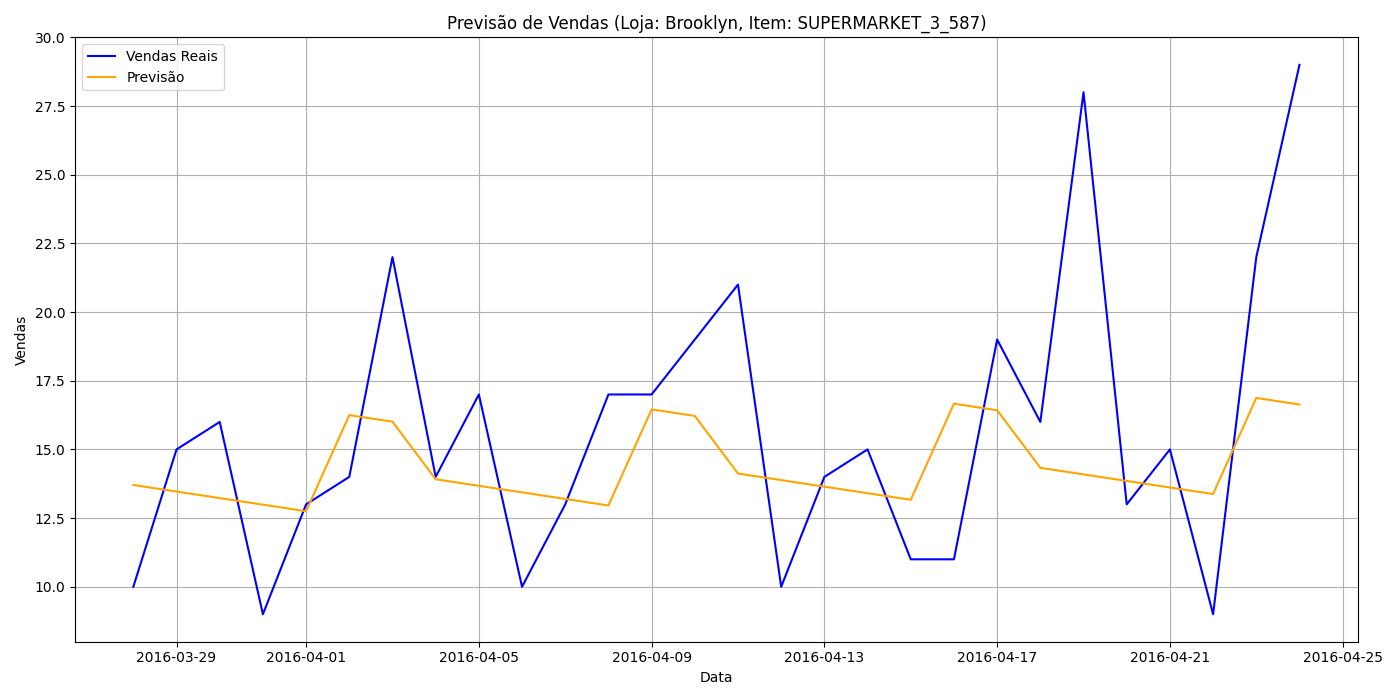 Previsão de Vendas (Loja: Brooklyn, Item: SUPERMARKET_3_587)
Vendas Reais
Previsão
30.0
27.5
25.0
22.5
20.0
17.5
15.0
12.5
10.0
Vendas
2016-03-29 2016-04-01 2016-04-05 2016-04-09 2016-04-13 2016-04-17 2016-04-21 2016-04-25
Data